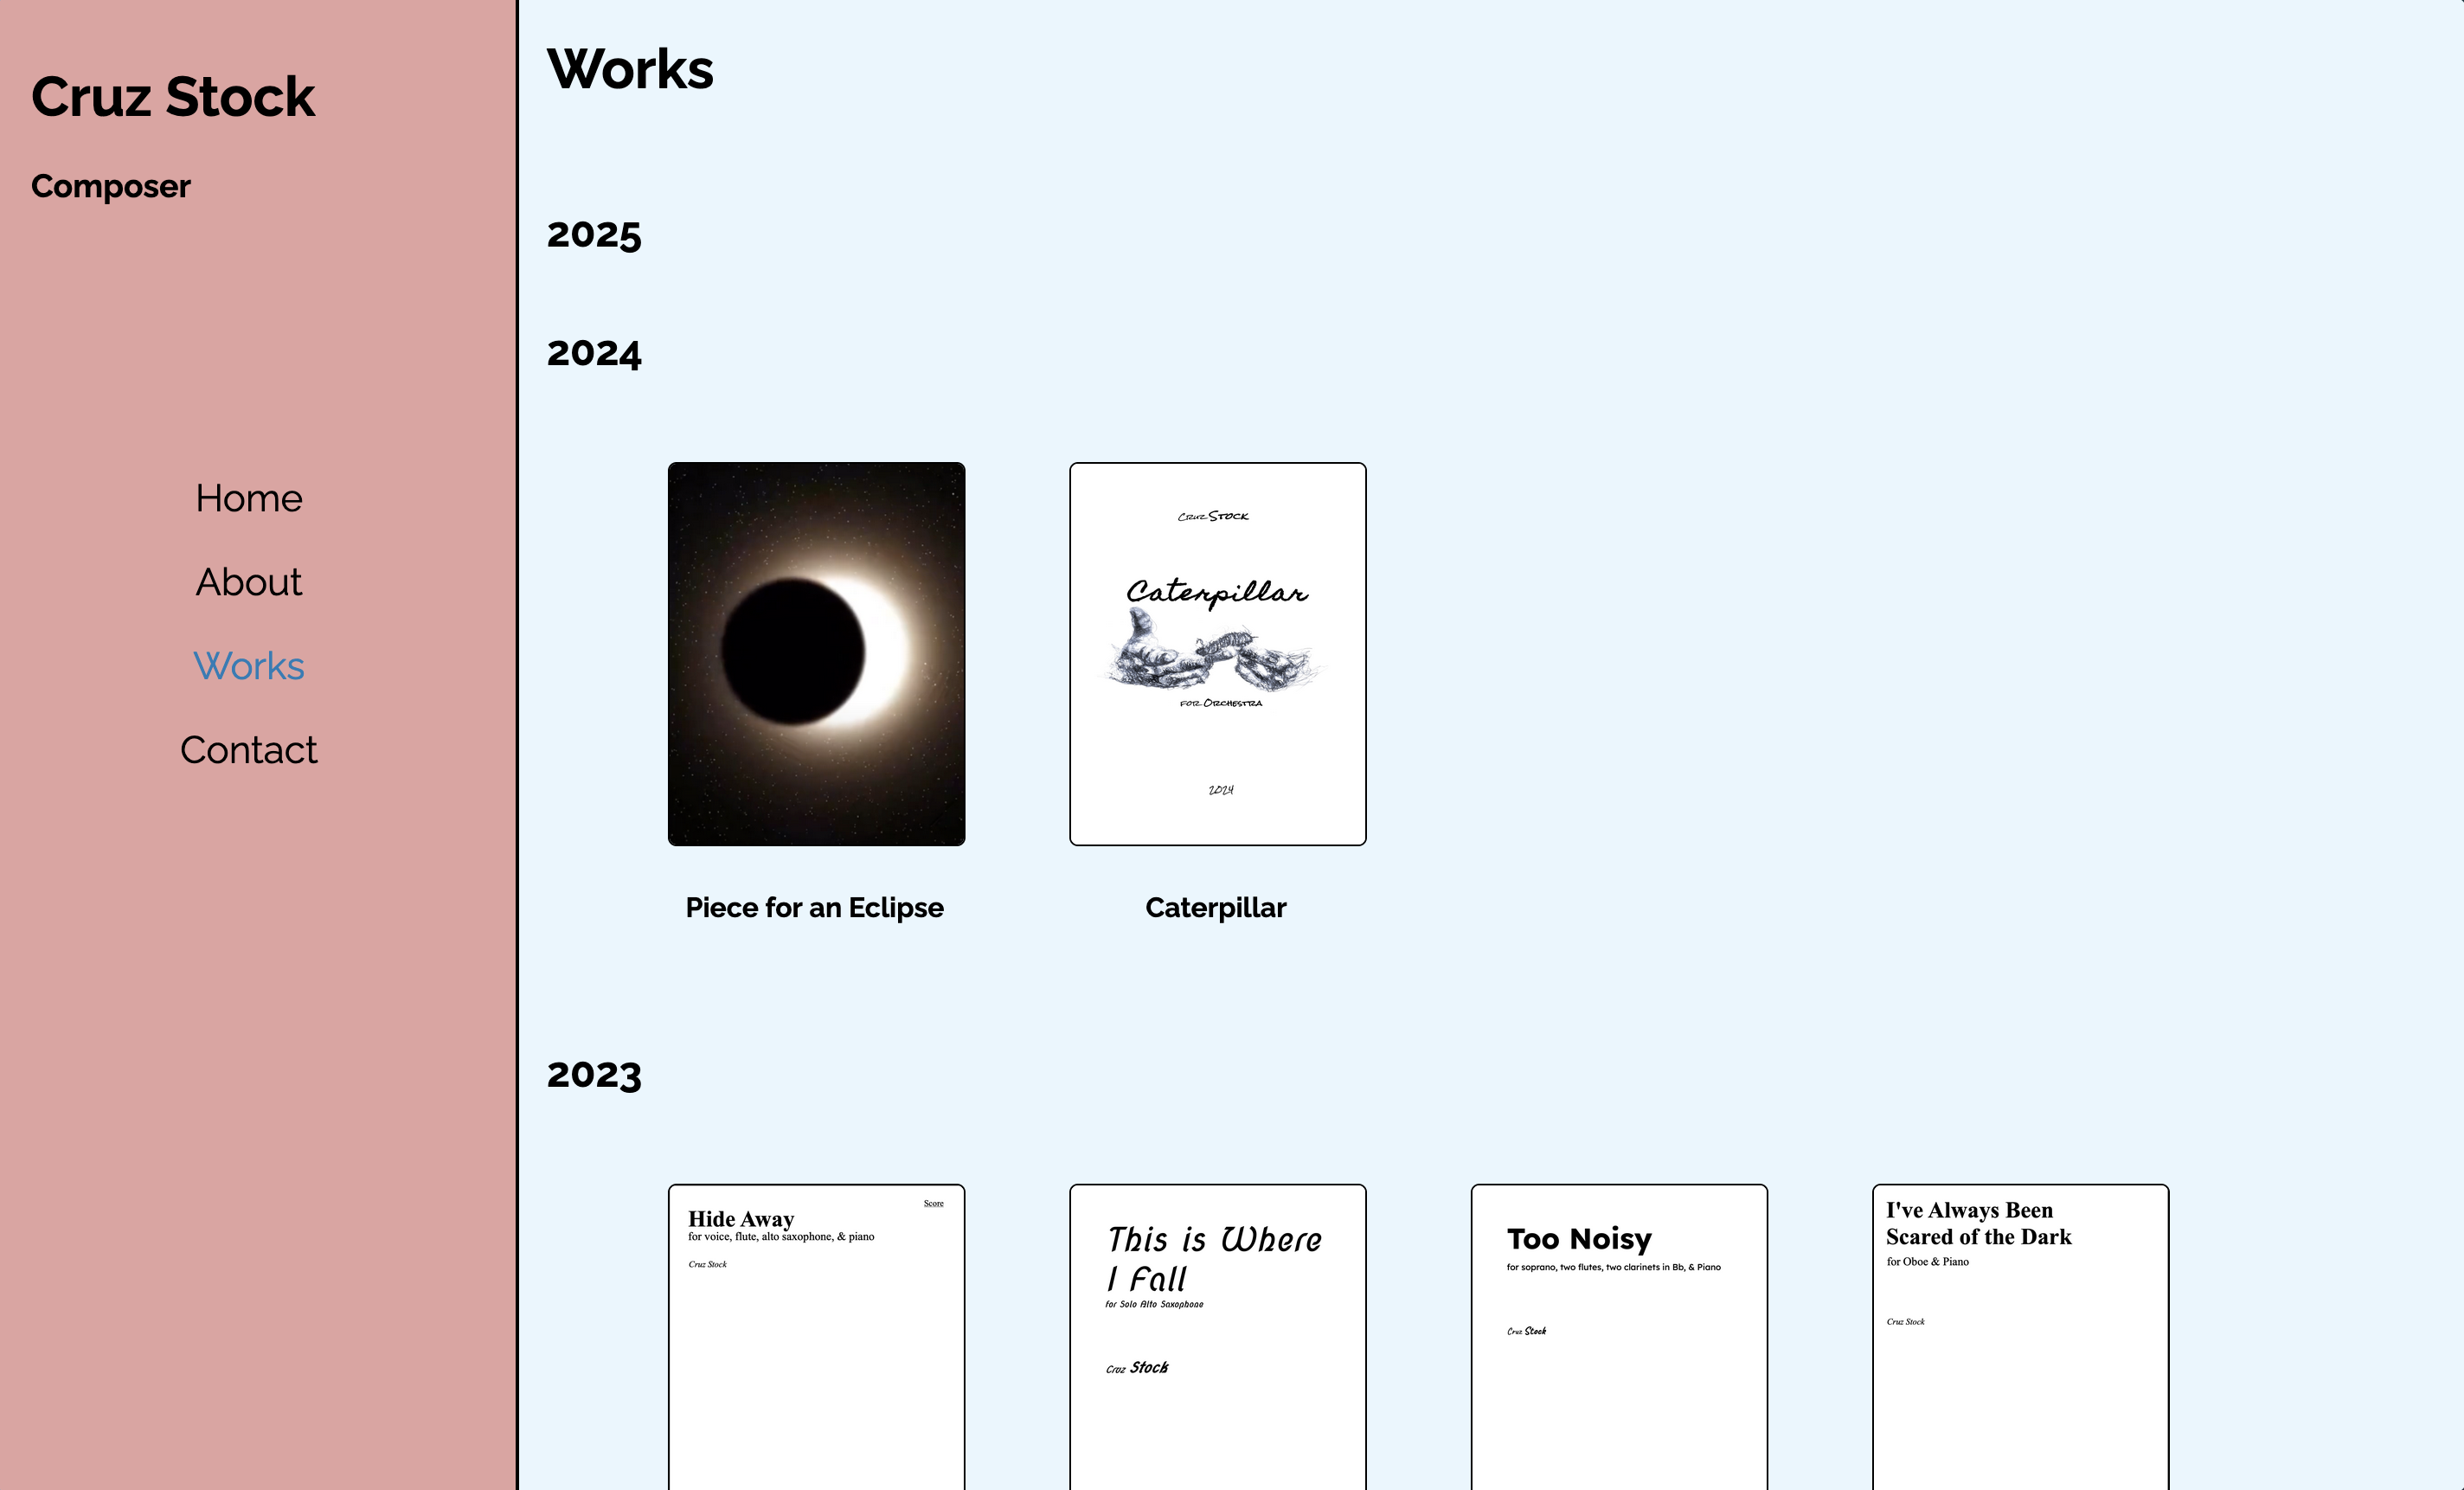 Cruz Stock
Composer
Home
About
Works
Contact
Works
2025
2024
Cruz Stock
Caterpillar
for Orchestra
2024
Piece for an Eclipse
Caterpillar
2023
Score
Hide Away
for voice, flute, alto saxophone, & piano
Cruz Stock
This is Where
I Fall
for Solo Alto Saxophone
Cruz Stock
Too Noisy
for soprano, two flutes, two clarinets in Bb, & Piano
Cruz Stock
I've Always Been
Scared of the Dark
for Oboe & Piano
Cruz Stock